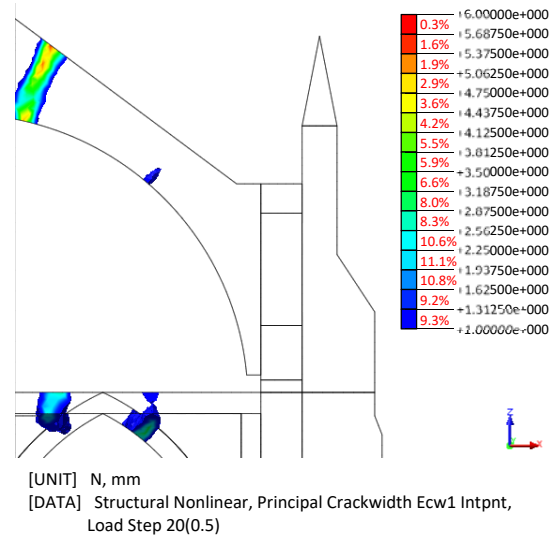 +6.00000e+000
0.3%
+5.68750e+000
1.6%
+5.37500e+000
1.9%
+5.06250e+000
2.9%
+4.75000e+000
3.6%
+4.43750e+000
4.2%
+4.12500e+000
5.5%
+3.81250e+000
5.9%
+3.50000e+000
6.6%
+3.18750e+000
8.0%
+2.87500e+000
8.3%
+2.56250e+000
10.6%
+2.25000e+000
11.1%
+1.93750e+000
10.8%
+1.62500e+000
9.2%
+1.31250e+000
9.3%
+1.00000e+000
Z
X
[UNIT] N, mm
[DATA] Structural Nonlinear, Principal Crackwidth Ecw1 Intpnt,
Load Step 20(0.5)